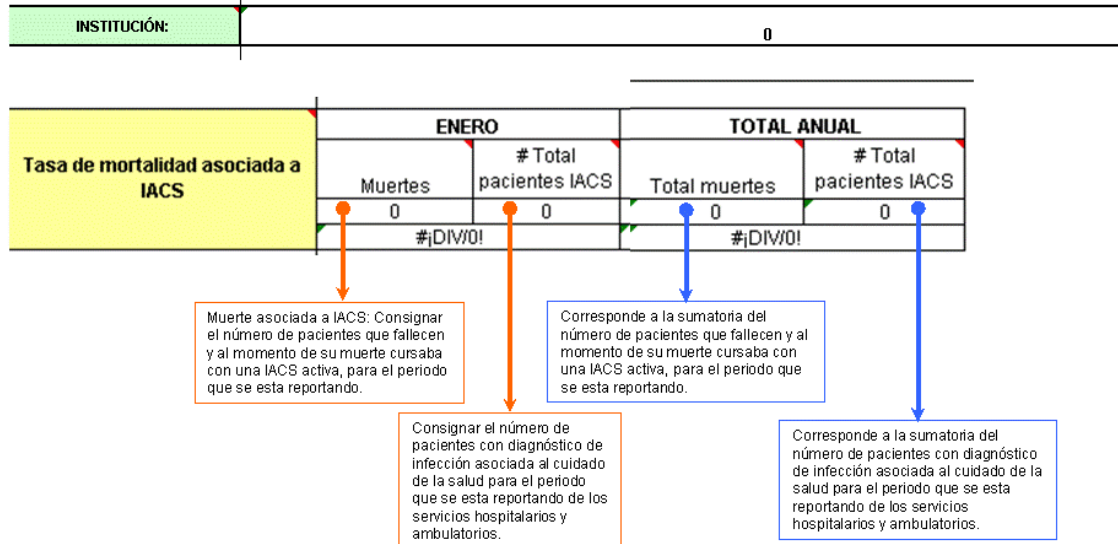 INSTITUCIÓN:
0
Tasa de mortalidad asociada a
IACS
ENERO
TOTAL ANUAL
Muertes
# Total
pacientes IACS
Total muertes
# Total
pacientes IACS
0
0
0
0
#¡DIV/0!
#¡DIV/0!
Muerte asociada a IACS: Consignar
el número de pacientes que fallecen
y al momento de su muerte cursaba
con una IACS activa, para el periodo
que se esta reportando.
Corresponde a la sumatoria del
número de pacientes que fallecen y al
momento de su muerte cursaba con
una IACS activa, para el periodo que
se esta reportando.
Consignar el número de
pacientes con diagnóstico de
infección asociada al cuidado
de la salud para el periodo
que se esta reportando de los
servicios hospitalarios y
ambulatorios.
Corresponde a la sumatoria del
número de pacientes con diagnóstico
de infección asociada al cuidado de la
salud para el periodo que se esta
reportando de los servicios
hospitalarios y ambulatorios.